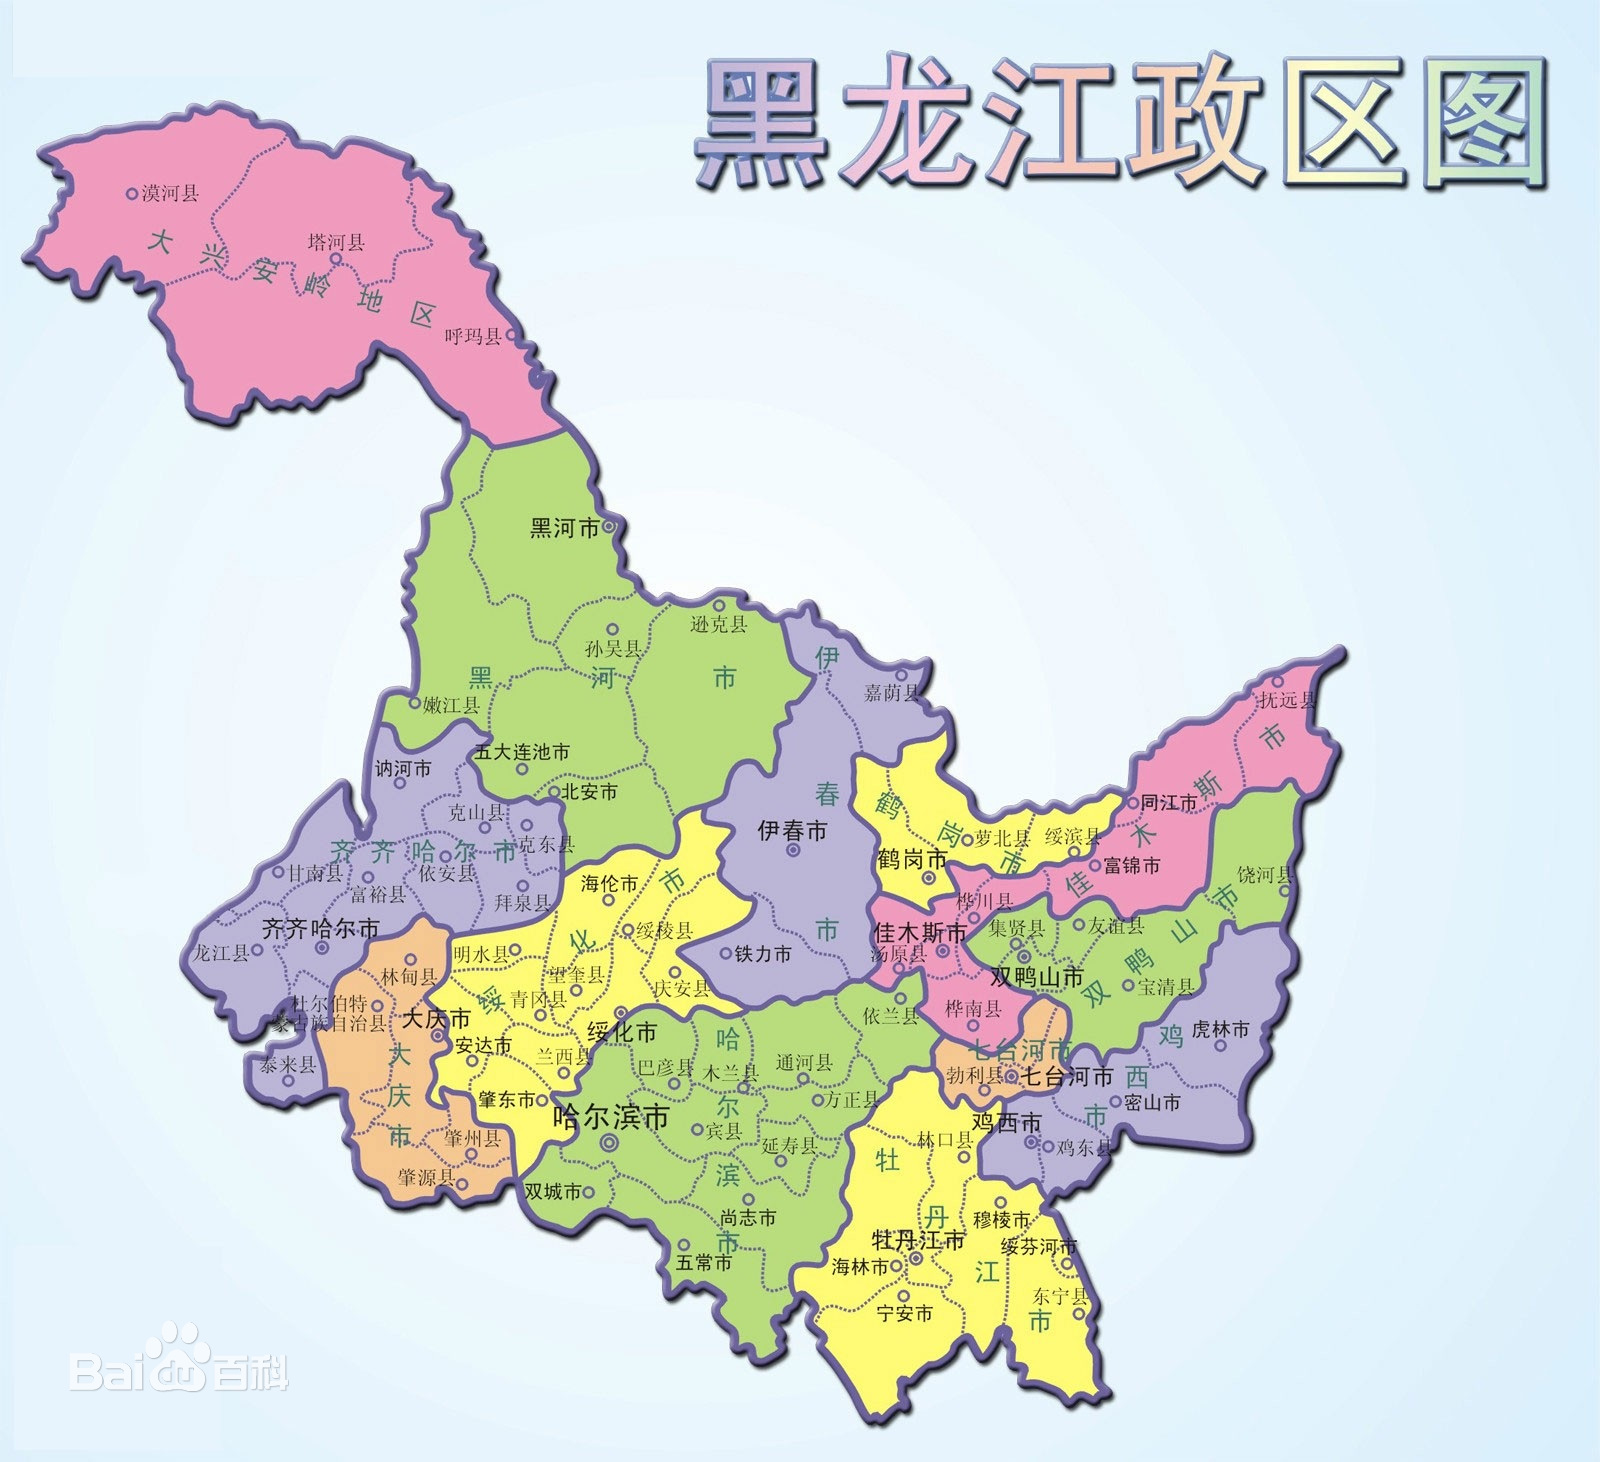 黑龙江政区图
漠河县
塔河县
大兴安岭地区
呼玛县
黑河市
逊克县
孙吴县
黑河市
嫩江县
五大连池市
北安市
伊春市
嘉荫县
伊春市
铁力市
抚远县
同江市
佳木斯市
富锦市
桦川县
佳木斯市
汤原县
桦南县
鹤岗市
萝北县
绥滨县
鹤岗市
讷河市
克山县
克东县
齐齐哈尔市
甘南县
依安县
富裕县
拜泉县
齐齐哈尔市
龙江县
泰来县
海伦市
绥化市
绥棱县
明水县
望奎县
青冈县
庆安县
绥化市
安达市
兰西县
肇东市
林甸县
杜尔伯特
蒙古族自治县
大庆市
大庆市
肇州县
肇源县
饶河县
集贤县
友谊县
双鸭山市
双鸭山市
宝清县
依兰县
哈尔滨市
巴彦县
木兰县
通河县
方正县
哈尔滨市
宾县
延寿县
双城市
尚志市
五常市
七台河市
勃利县
七台河市
虎林市
鸡西市
密山市
鸡西市
鸡东县
林口县
牡丹江市
穆棱市
牡丹江市
绥芬河市
海林市
宁安市
东宁县
Bai百科